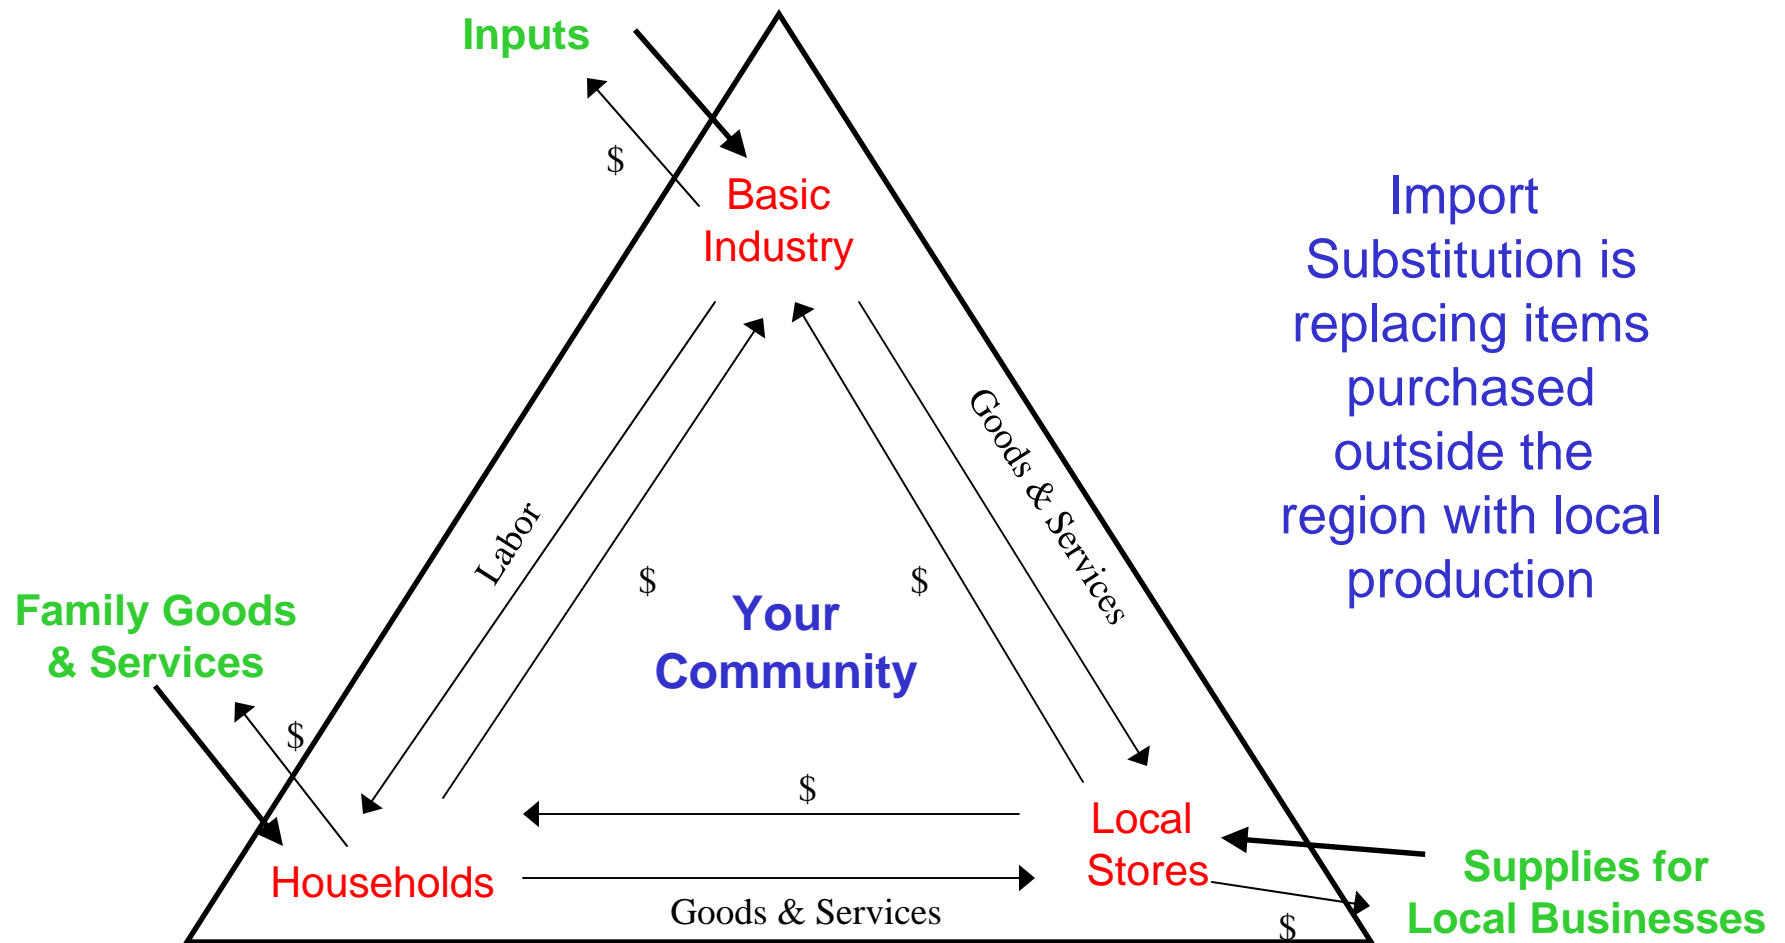 Inputs
$
Basic
Industry
Import
Substitution is
replacing items
purchased
outside the
region with local
production
Goods & Services
Labor
$
$
Your
Community
Family Goods
& Services
$
$
Local
Stores
Households
Goods & Services
$
Supplies for
Local Businesses